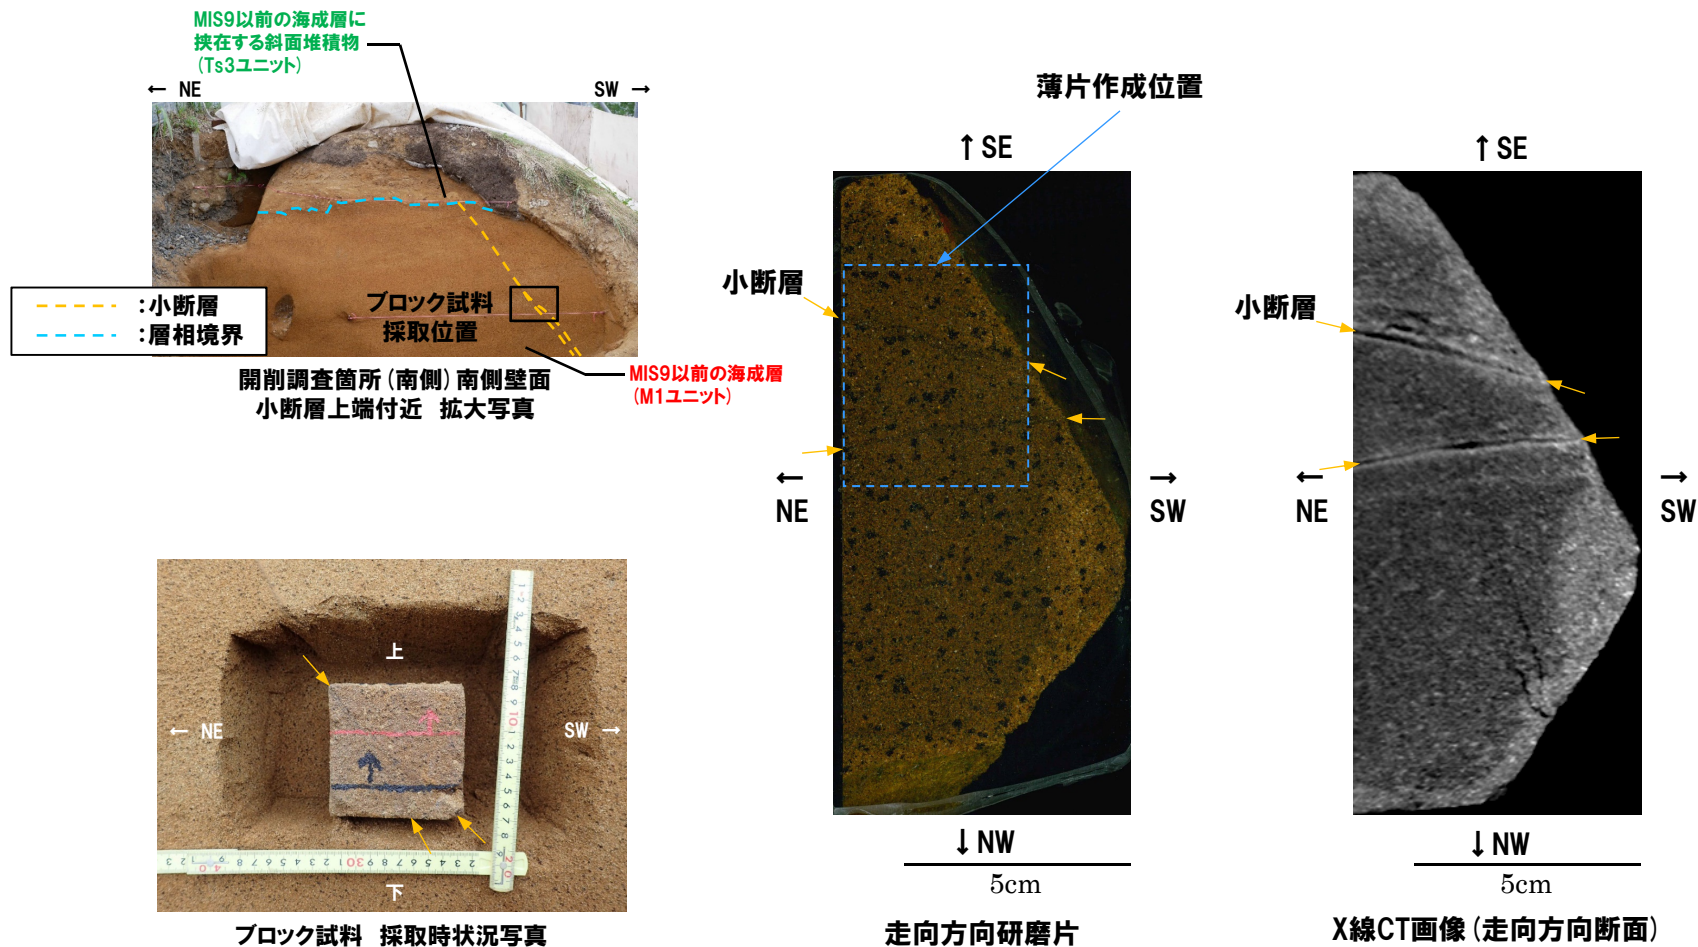 MIS9以前の海成層に
挟在する斜面堆積物
(Ts3ユニット)
← NE
SW →
ブロック試料
採取位置
:小断層
:層相境界
MIS9以前の海成層
(M1ユニット)
開削調査箇所(南側)南側壁面
小断層上端付近 拡大写真
上
← NE
SW →
下
ブロック試料 採取時状況写真
薄片作成位置
↑SE
小断層
←
NE
→
SW
↓NW
5cm
走向方向研磨片
↑SE
小断層
←
NE
→
SW
↓NW
5cm
X線CT画像(走向方向断面)